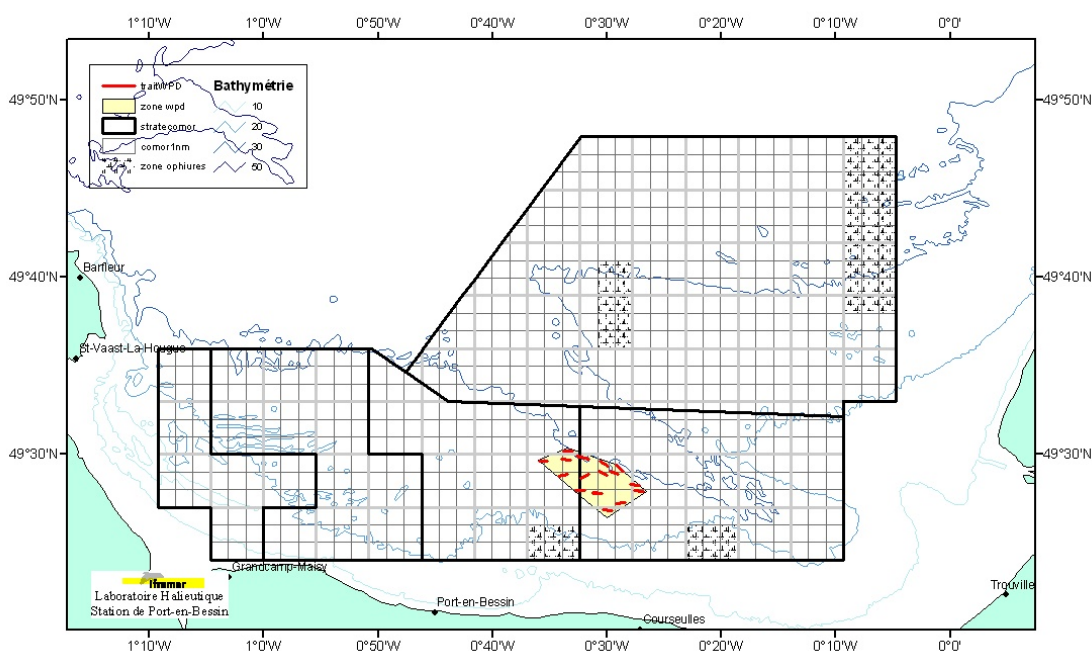 1°10'W 1°0'W 0°50'W 0°40'W 0°30'W 0°20'W 0°10'W 0°0'
49°50'N 49°50'N
traitWPD
zone wpd
stratecomor
comor1nm
zone ophiures
Bathymétrie
10
20
30
50
49°40'N 49°40'N
Barfleur
St-Vaast-La Hougue
49°30'N 49°30'N
Grandcamp-Maisy
Ifremer
Laboratoire Halieutique
Station de Port-en-Bessin
Port-en-Bessin
Courseulles
Trouville
1°10'W 1°0'W 0°50'W 0°40'W 0°30'W 0°20'W 0°10'W 0°0'